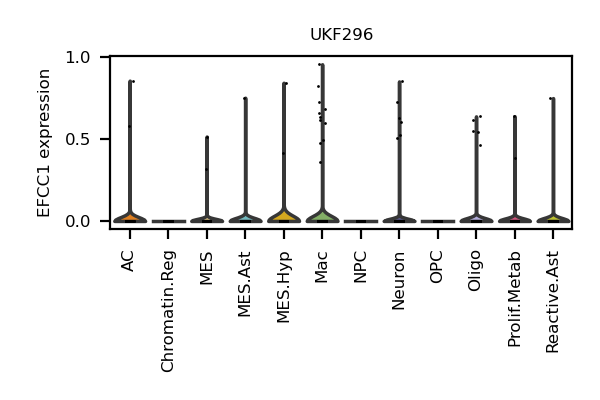 UKF296
EFCC1 expression
1.0
0.5
0.0
AC
Chromatin.Reg
MES
MES.Ast
MES.Hyp
Mac
NPC
Neuron
OPC
Oligo
Prolif.Metab
Reactive.Ast